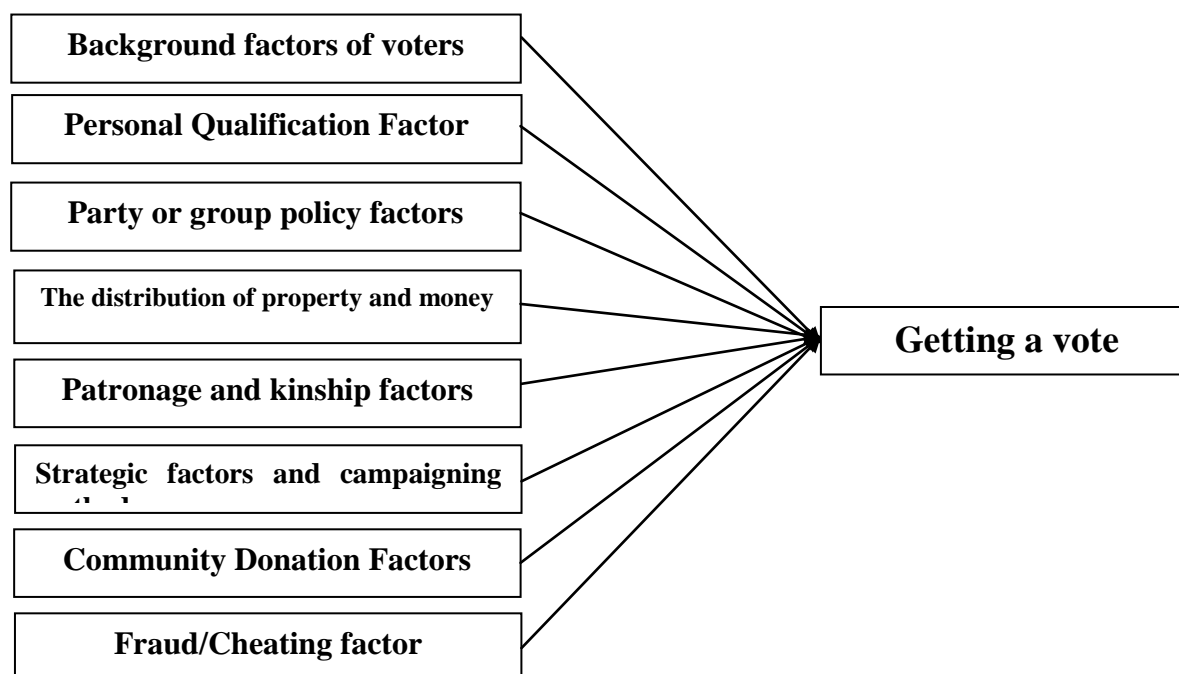 Background factors of voters
Personal Qualification Factor
Party or group policy factors
The distribution of property and money
Patronage and kinship factors
Strategic factors and campaigning
Community Donation Factors
Fraud/Cheating factor
Getting a vote